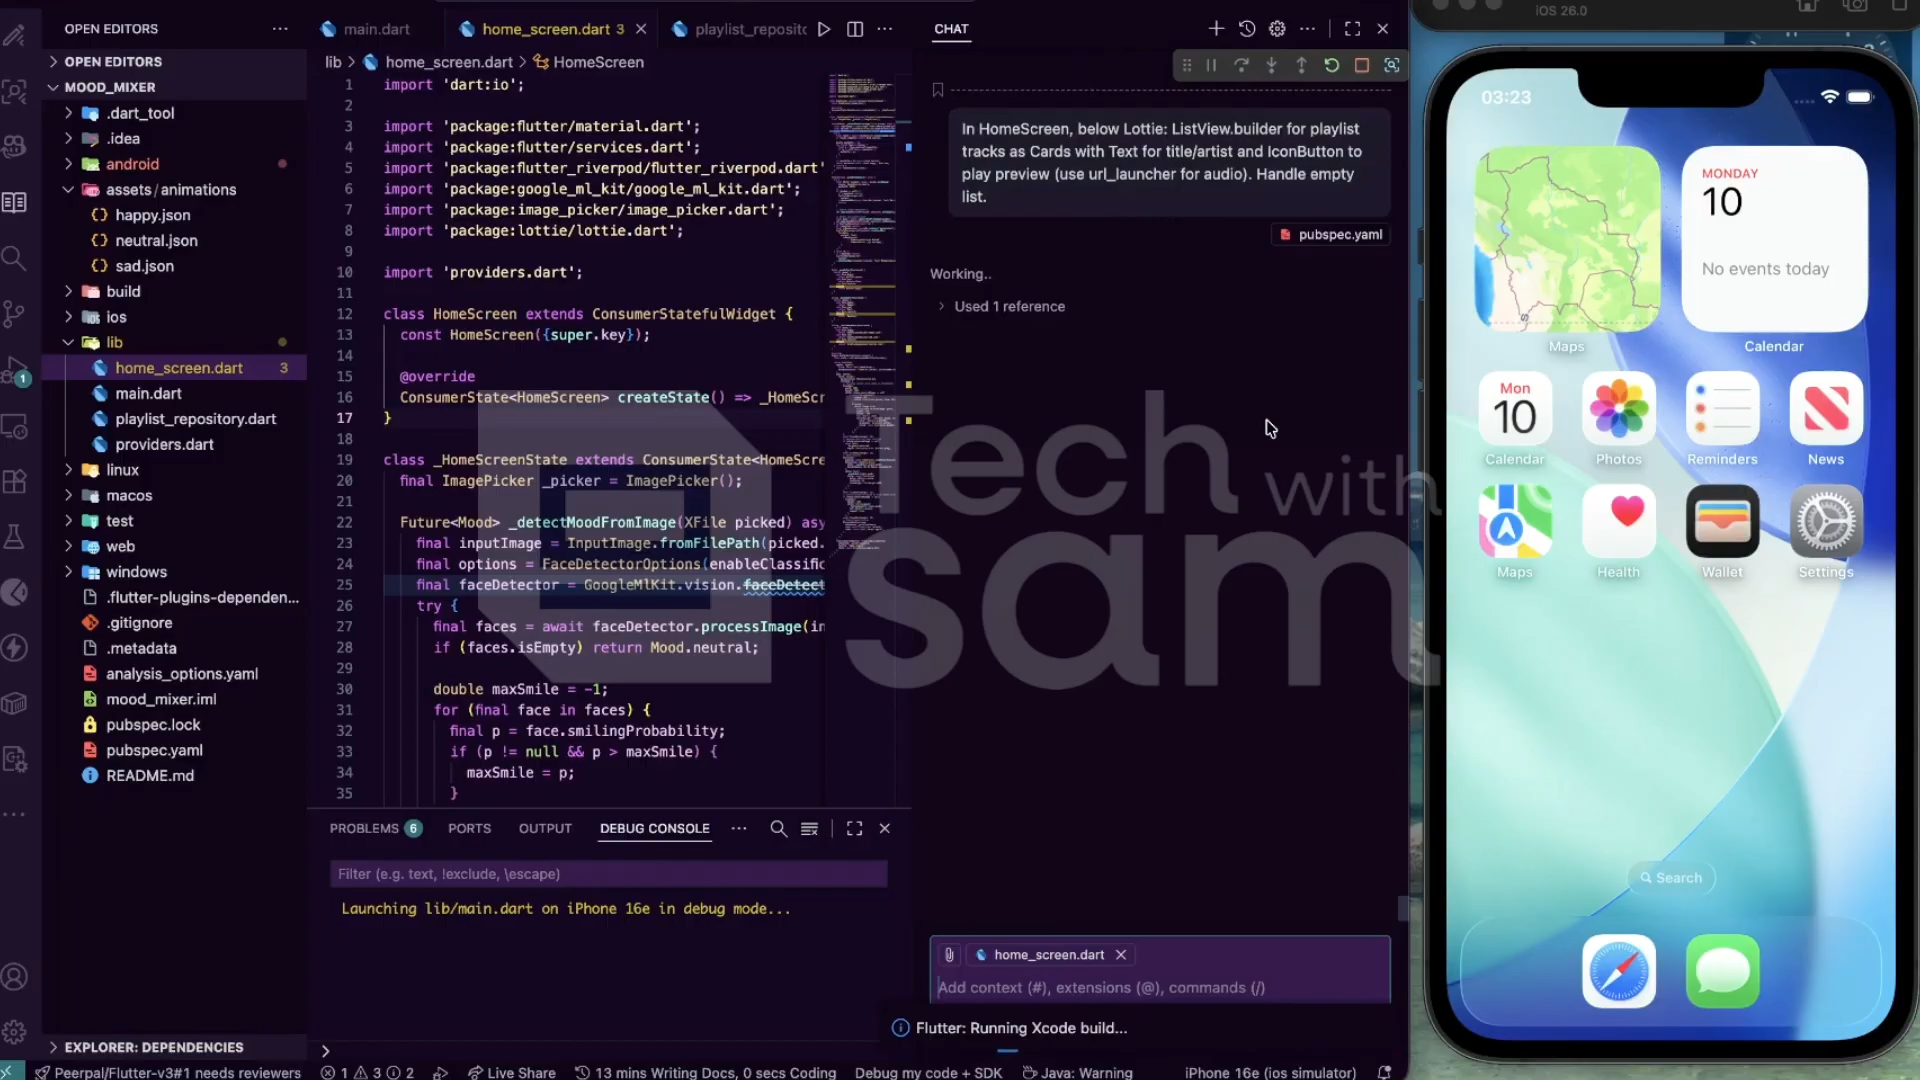 OPEN EDITORS
OPEN EDITORS
MOOD_MIXER
.dart_tool
.idea
android
assets / animations
happy.json
neutral.json
sad.json
build
ios
lib
home_screen.dart 3
main.dart
playlist_repository.dart
providers.dart
linux
macos
test
web
windows
.flutter-plugins-dependen...
.gitignore
.metadata
analysis_options.yaml
mood_mixer.iml
pubspec.lock
pubspec.yaml
README.md
EXPLORER: DEPENDENCIES
1
main.dart
home_screen.dart 3
playlist_reposito
lib > home_screen.dart > HomeScreen
1 import 'dart:io';
2
3 import 'package:flutter/material.dart';
4 import 'package:flutter/services.dart';
5 import 'package:flutter_riverpod/flutter_riverpod.dart'
6 import 'package:google_ml_kit/google_ml_kit.dart';
7 import 'package:image_picker/image_picker.dart';
8 import 'package:lottie/lottie.dart';
9
10 import 'providers.dart';
11
12 class HomeScreen extends ConsumerStatefulWidget {
13 const HomeScreen({super.key});
14
15 @override
16 ConsumerState<HomeScreen> createState() => _HomeScr
17 }
18
19 class _HomeScreenState extends ConsumerState<HomeScre
20 final ImagePicker _picker = ImagePicker();
21
22 Future<Mood> _detectMoodFromImage(XFile picked) asy
23 final inputImage = InputImage.fromFilePath(picked.
24 final options = FaceDetectorOptions(enableClassific
25 final faceDetector = GoogleMlKit.vision.faceDetect
26 try {
27 final faces = await faceDetector.processImage(in
28 if (faces.isEmpty) return Mood.neutral;
29
30 double maxSmile = -1;
31 for (final face in faces) {
32 final p = face.smilingProbability;
33 if (p != null && p > maxSmile) {
34 maxSmile = p;
35 }
PROBLEMS 6 PORTS OUTPUT DEBUG CONSOLE
Filter (e.g. text, !exclude, \escape)
Launching lib/main.dart on iPhone 16e in debug mode...
CHAT
In HomeScreen, below Lottie: ListView.builder for playlist
tracks as Cards with Text for title/artist and IconButton to
play preview (use url_launcher for audio). Handle empty
list.
pubspec.yaml
Working..
Used 1 reference
home_screen.dart
Add context (#), extensions (@), commands (/)
Flutter: Running Xcode build...
Peerpal/Flutter-v3#1 needs reviewers 1 3 2 Live Share 13 mins Writing Docs, 0 secs Coding Debug my code + SDK Java: Warning iPhone 16e (ios simulator)
Tech with
sam
iOS 26.0
03:23
MONDAY
10
No events today
Maps
Calendar
Mon
10
Calendar Photos Reminders News
Maps Health Wallet Settings
Search